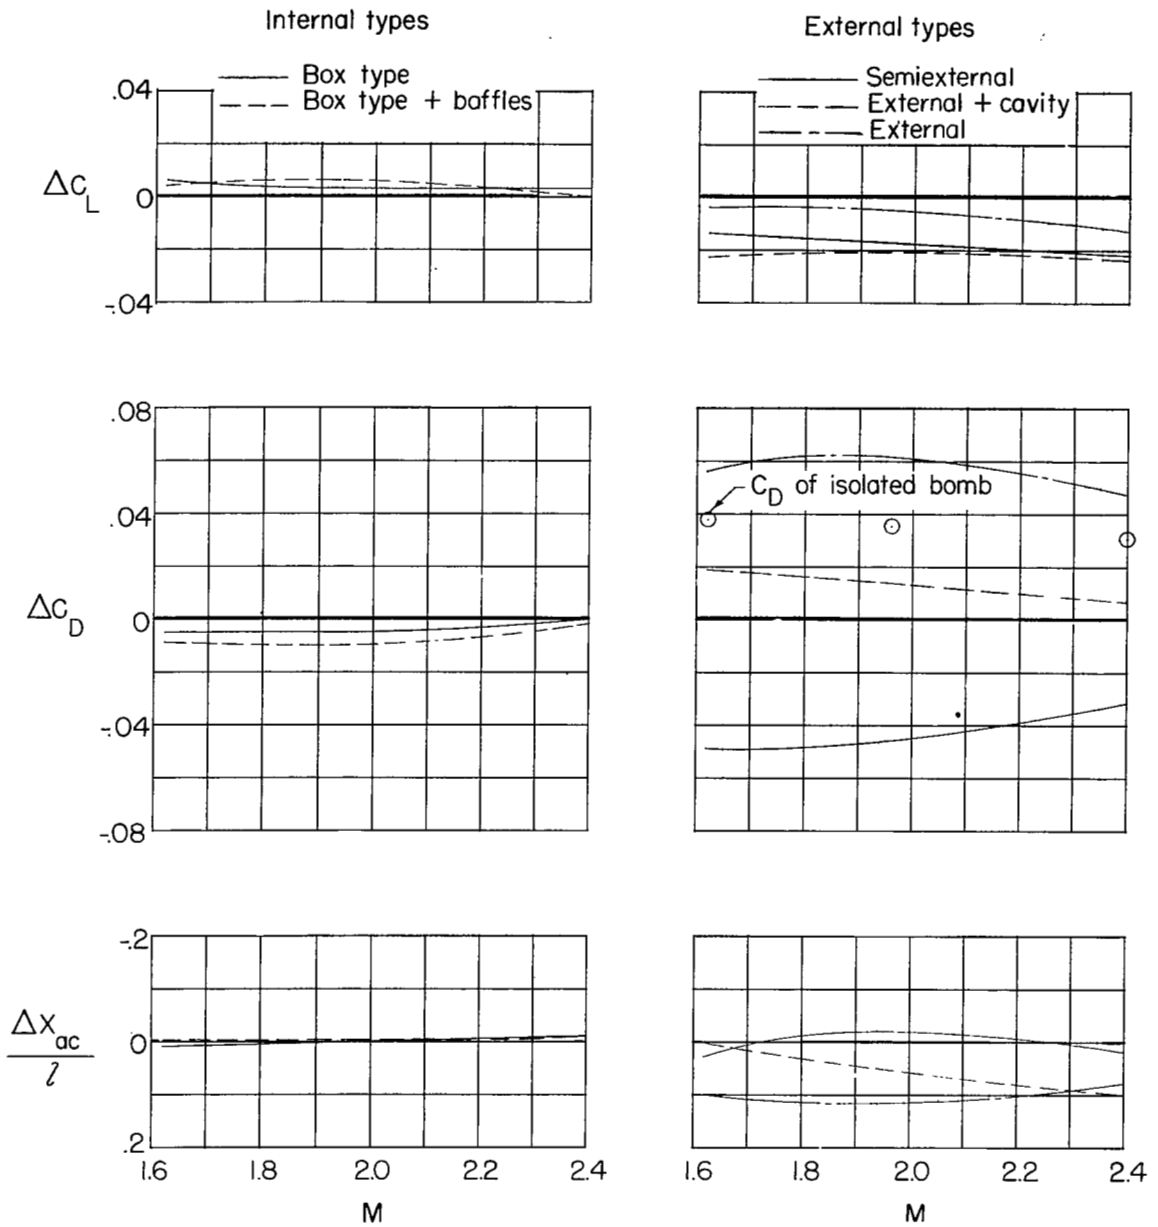 Internal types
External types
Box type
Box type + baffles
Semiexternal
External + cavity
External
.04
ΔC_L
0
-.04
.08
.04
ΔC_D
0
-.04
-.08
C_D of isolated bomb
-.2
Δx_ac
l
0
.2
1.6 1.8 2.0 2.2 2.4
M
1.6 1.8 2.0 2.2 2.4
M